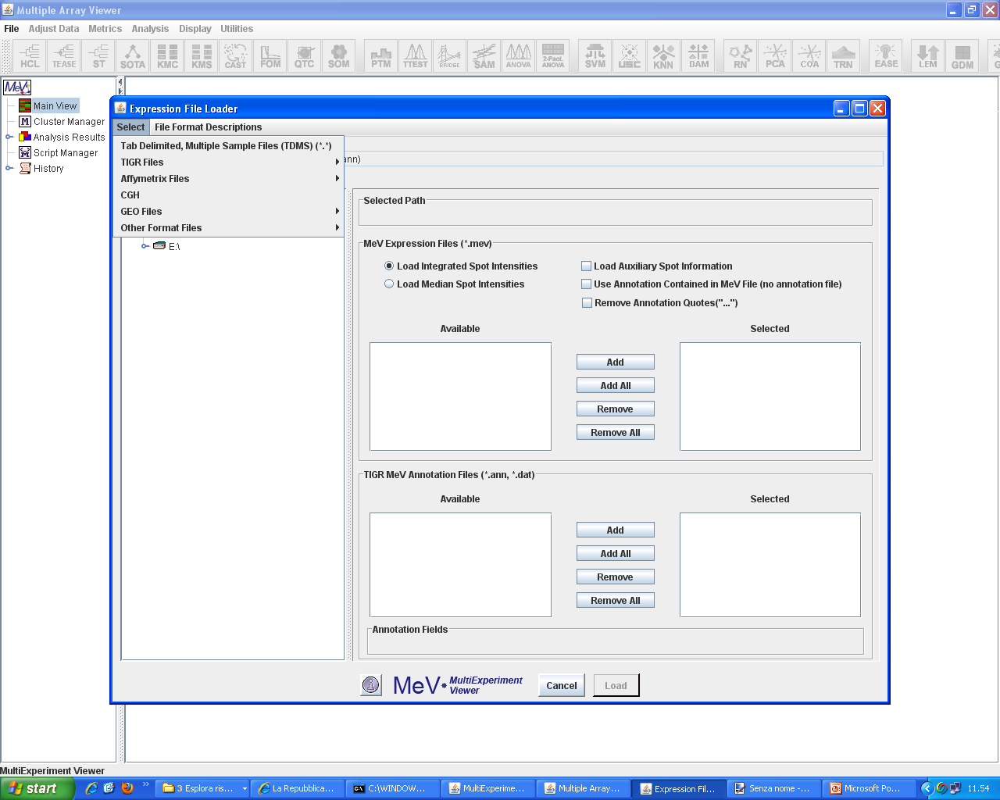 Multiple Array Viewer
File Adjust Data Metrics Analysis Display Utilities
HCL TEASE ST SOTA KMC KMS CAST FOM QTC SOM PTM TTEST BRIDGE SAM ANOVA 2-Fact. ANOVA SVM USC KNN DAM RN PCA COA TRN EASE LEM GDM
MeV
Main View
Cluster Manager
Analysis Results
Script Manager
History
Expression File Loader
Select File Format Descriptions
Tab Delimited, Multiple Sample Files (TDMS) (*.*)
TIGR Files
ann)
Affymetrix Files
CGH
GEO Files
Other Format Files
E:\
Selected Path
MeV Expression Files (*.mev)
Load Integrated Spot Intensities Load Auxiliary Spot Information
Load Median Spot Intensities Use Annotation Contained in MeV File (no annotation file)
Remove Annotation Quotes("...")
Available Selected
Add
Add All
Remove
Remove All
TIGR MeV Annotation Files (*.ann, *.dat)
Available Selected
Add
Add All
Remove
Remove All
Annotation Fields
MeV MultiExperiment
Viewer
Cancel Load
MultiExperiment Viewer
start 3 Esplora ris... La Repubblica... C:\WINDOW... MultiExperime... Multiple Array... Expression Fil... Senza nome -... Microsoft Po... 11.54